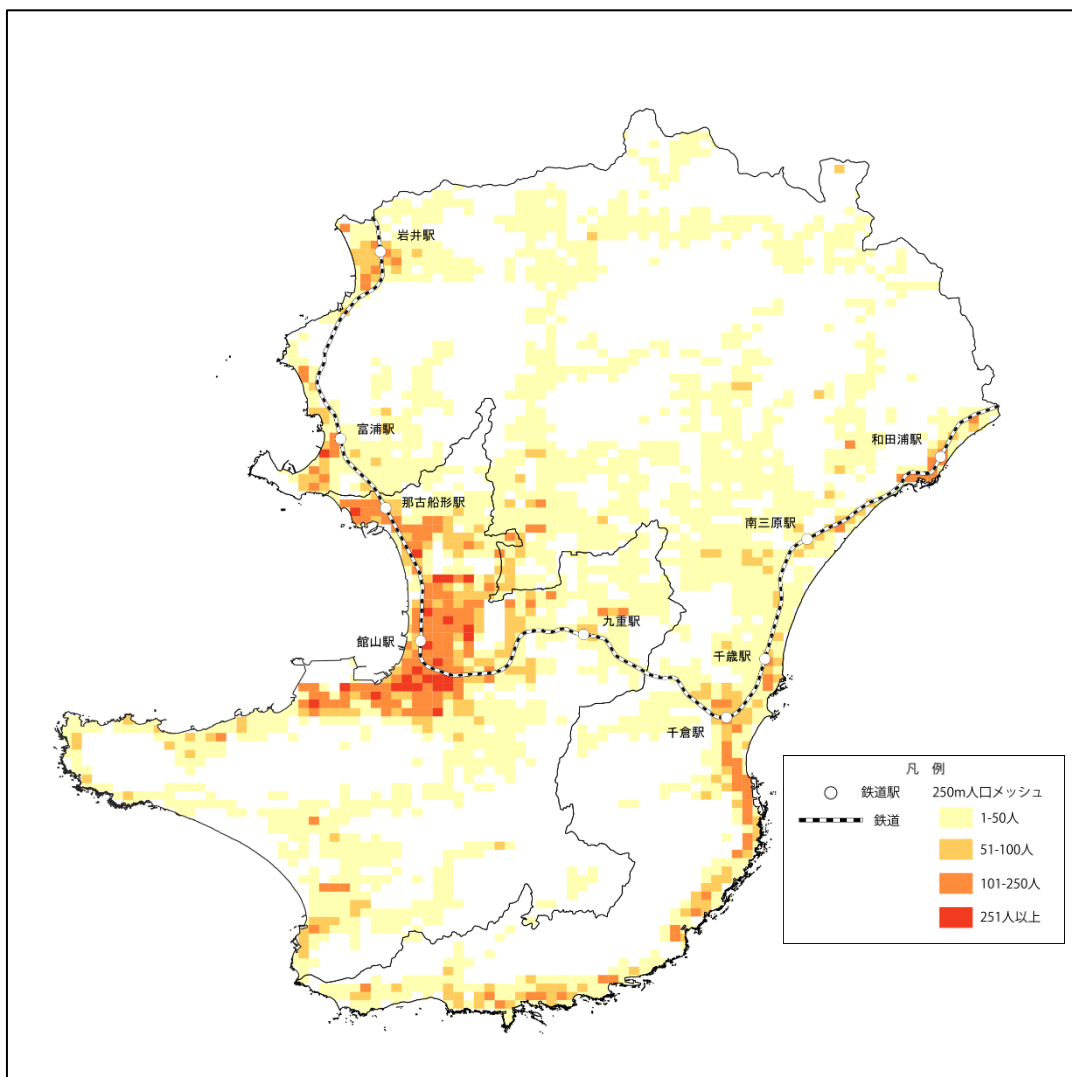 岩井駅
富浦駅
和田浦駅
那古船形駅
南三原駅
九重駅
館山駅
千歳駅
千倉駅
凡 例
鉄道駅
250m人口メッシュ
鉄道
1-50人
51-100人
101-250人
251人以上